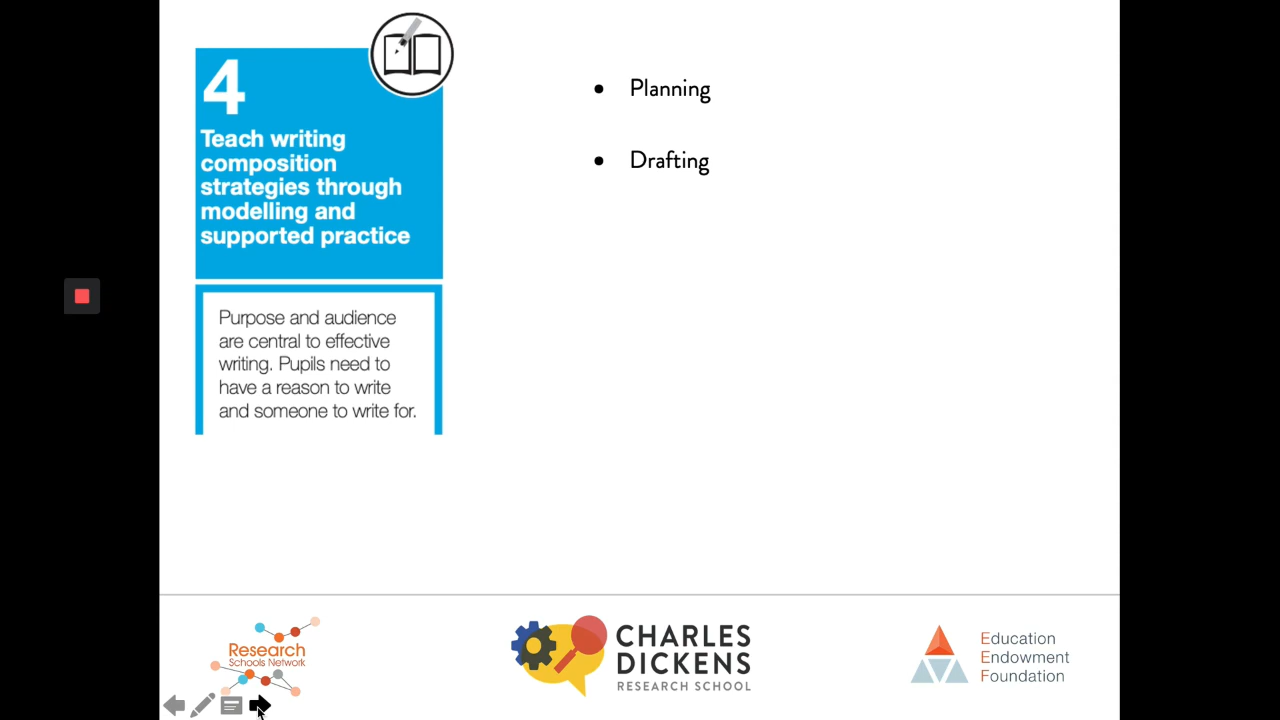 4
Teach writing
composition
strategies through
modelling and
supported practice
Purpose and audience
are central to effective
writing. Pupils need to
have a reason to write
and someone to write for.
• Planning
• Drafting
Research
Schools Network
CHARLES
DICKENS
RESEARCH SCHOOL
Education
Endowment
Foundation